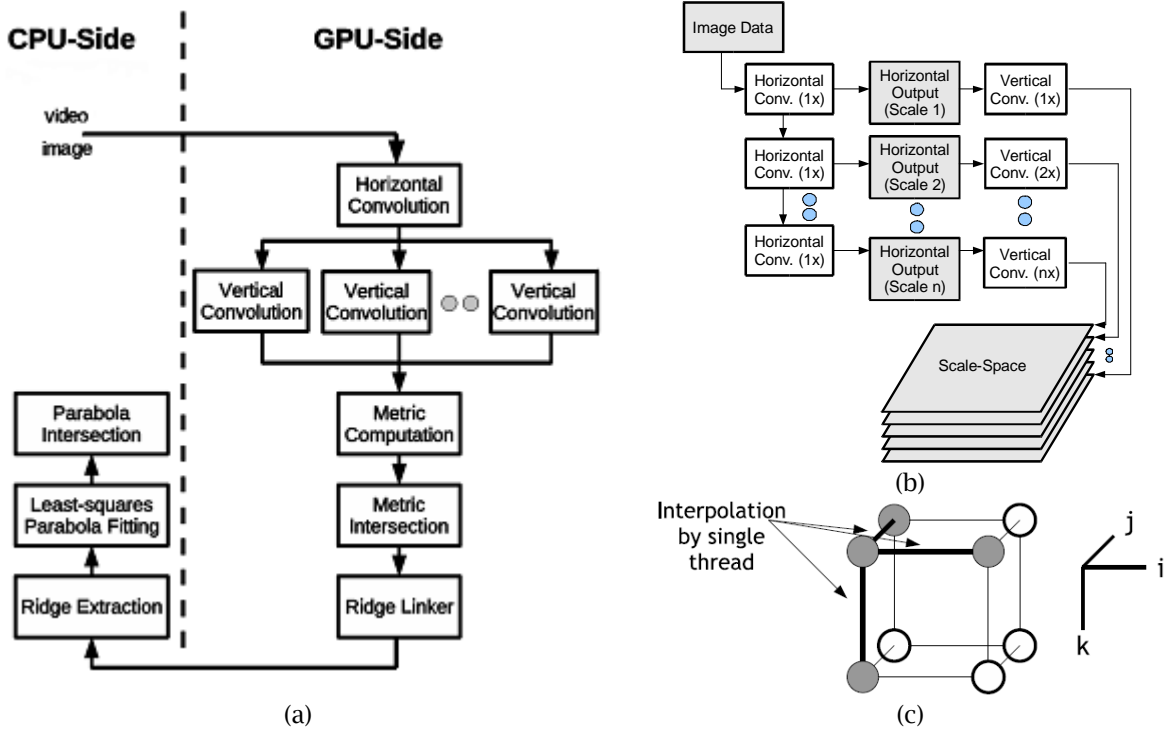 CPU-Side
GPU-Side
video
image
Horizontal
Convolution
Vertical
Convolution
Vertical
Convolution
Vertical
Convolution
Parabola
Intersection
Metric
Computation
Least-squares
Parabola Fitting
Metric
Intersection
Ridge Extraction
Ridge Linker
(a)
Image Data
Horizontal
Conv. (1x)
Horizontal
Output
(Scale 1)
Vertical
Conv. (1x)
Horizontal
Conv. (1x)
Horizontal
Output
(Scale 2)
Vertical
Conv. (2x)
Horizontal
Conv. (1x)
Horizontal
Output
(Scale n)
Vertical
Conv. (nx)
Scale-Space
(b)
Interpolation
by single
thread
j
i
k
(c)